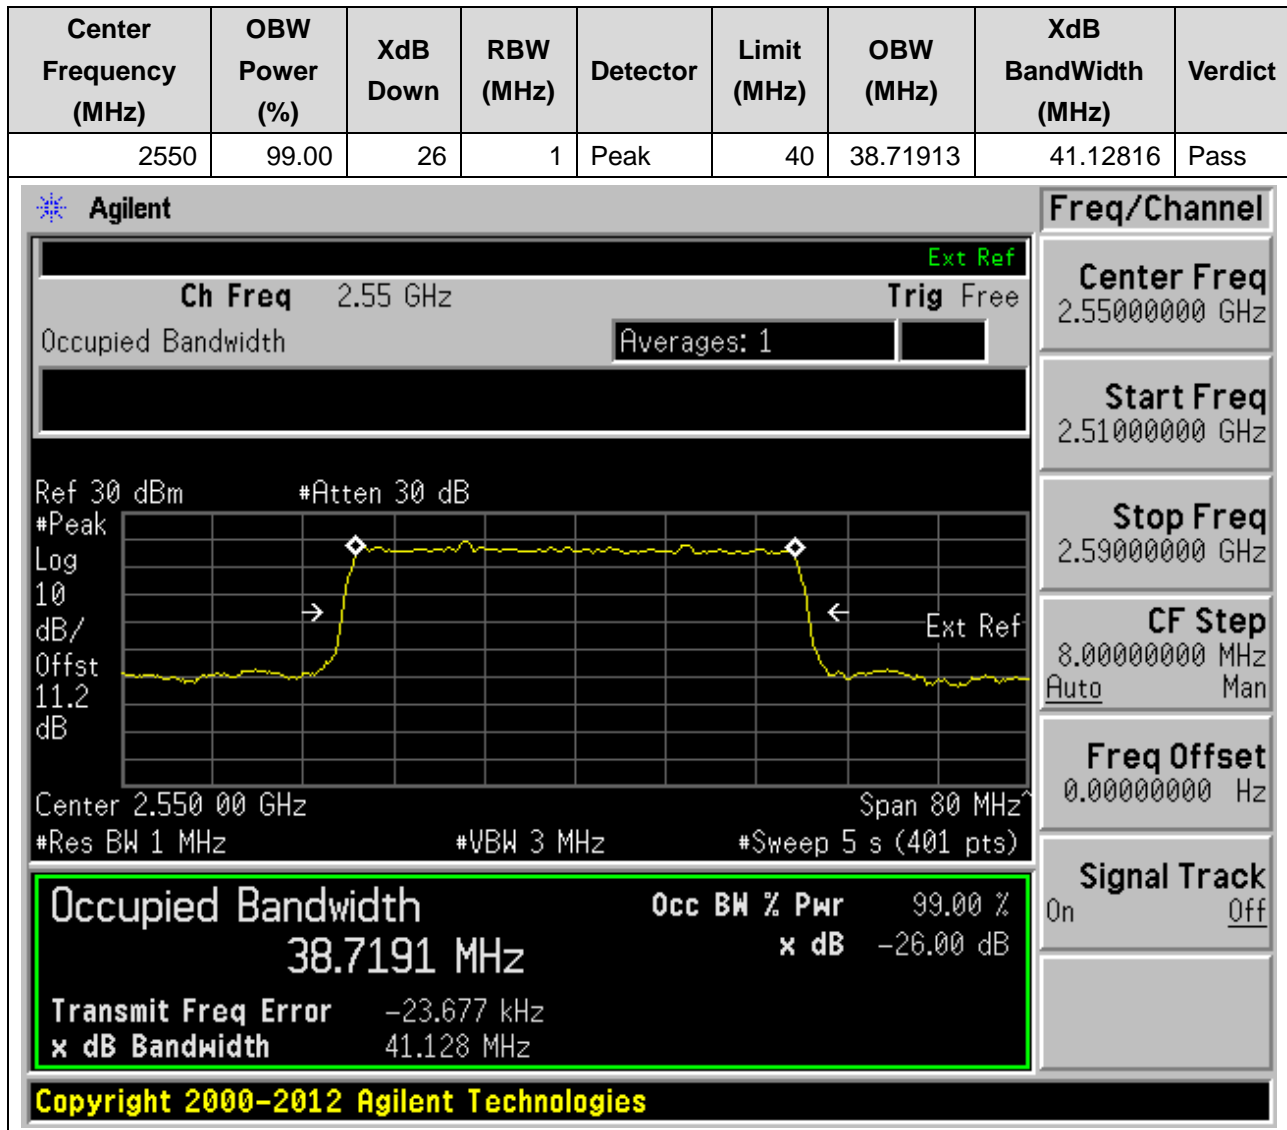 Center Frequency (MHz) OBW Power (%) XdB Down RBW (MHz) Detector Limit (MHz) OBW (MHz) XdB BandWidth (MHz) Verdict
2550 99.00 26 1 Peak 40 38.71913 41.12816 Pass
Agilent
Freq/Channel
Ext Ref
Ch Freq 2.55 GHz Trig Free
Occupied Bandwidth Averages: 1
Center Freq
2.55000000 GHz
Start Freq
2.51000000 GHz
Stop Freq
2.59000000 GHz
CF Step
8.00000000 MHz
Auto Man
Freq Offset
0.00000000 Hz
Signal Track
On Off
Ref 30 dBm #Atten 30 dB
#Peak
Log
10
dB/
Offst
11.2
dB
Ext Ref
Center 2.550 00 GHz Span 80 MHz^
#Res BW 1 MHz #VBW 3 MHz #Sweep 5 s (401 pts)
Occupied Bandwidth
38.7191 MHz
Occ BW % Pwr 99.00 %
x dB -26.00 dB
Transmit Freq Error -23.677 kHz
x dB Bandwidth 41.128 MHz
Copyright 2000-2012 Agilent Technologies